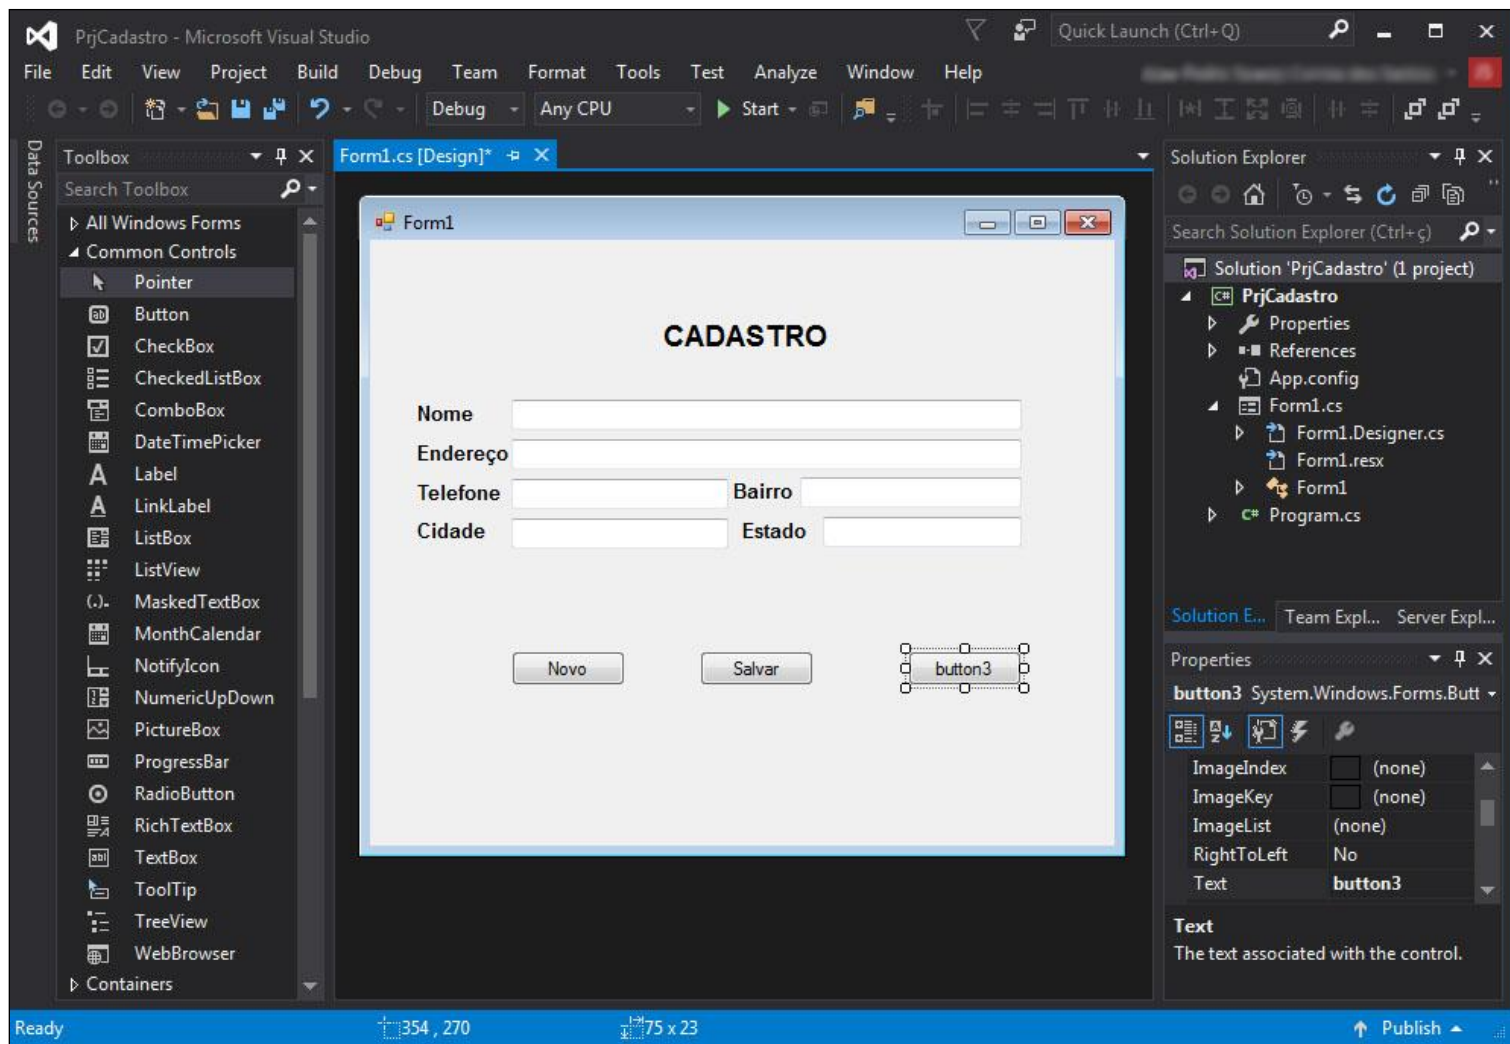 PrjCadastro - Microsoft Visual Studio
Quick Launch (Ctrl+Q)
File Edit View Project Build Debug Team Format Tools Test Analyze Window Help
Debug Any CPU Start
Data Sources
Toolbox
Search Toolbox
All Windows Forms
Common Controls
Pointer
Button
CheckBox
CheckedListBox
ComboBox
DateTimePicker
Label
LinkLabel
ListBox
ListView
MaskedTextBox
MonthCalendar
NotifyIcon
NumericUpDown
PictureBox
ProgressBar
RadioButton
RichTextBox
TextBox
ToolTip
TreeView
WebBrowser
Containers
Form1.cs [Design]*
Form1
CADASTRO
Nome
Endereço
Telefone Bairro
Cidade Estado
Novo Salvar button3
Solution Explorer
Search Solution Explorer (Ctrl+ç)
Solution 'PrjCadastro' (1 project)
PrjCadastro
Properties
References
App.config
Form1.cs
Form1.Designer.cs
Form1.resx
Form1
Program.cs
Solution E... Team Expl... Server Expl...
Properties
button3 System.Windows.Forms.Butt
ImageIndex (none)
ImageKey (none)
ImageList (none)
RightToLeft No
Text button3
Text
The text associated with the control.
Ready 354 , 270 75 x 23 Publish